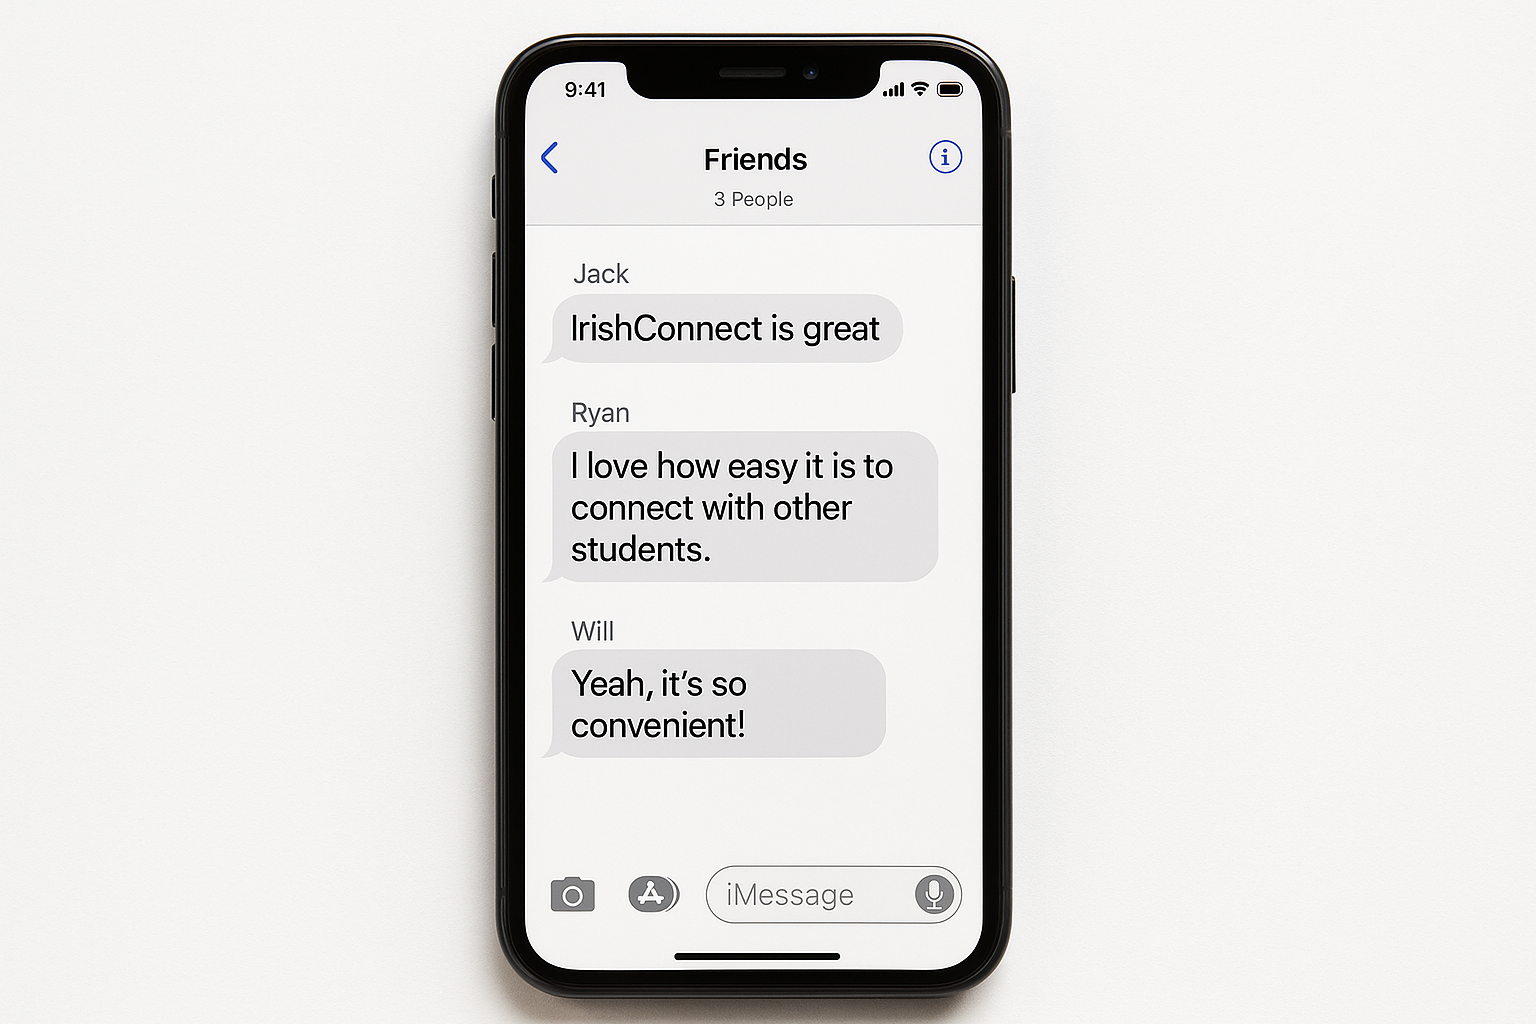 9:41
Friends
3 People
Jack
IrishConnect is great
Ryan
I love how easy it is to
connect with other
students.
Will
Yeah, it’s so
convenient!
iMessage